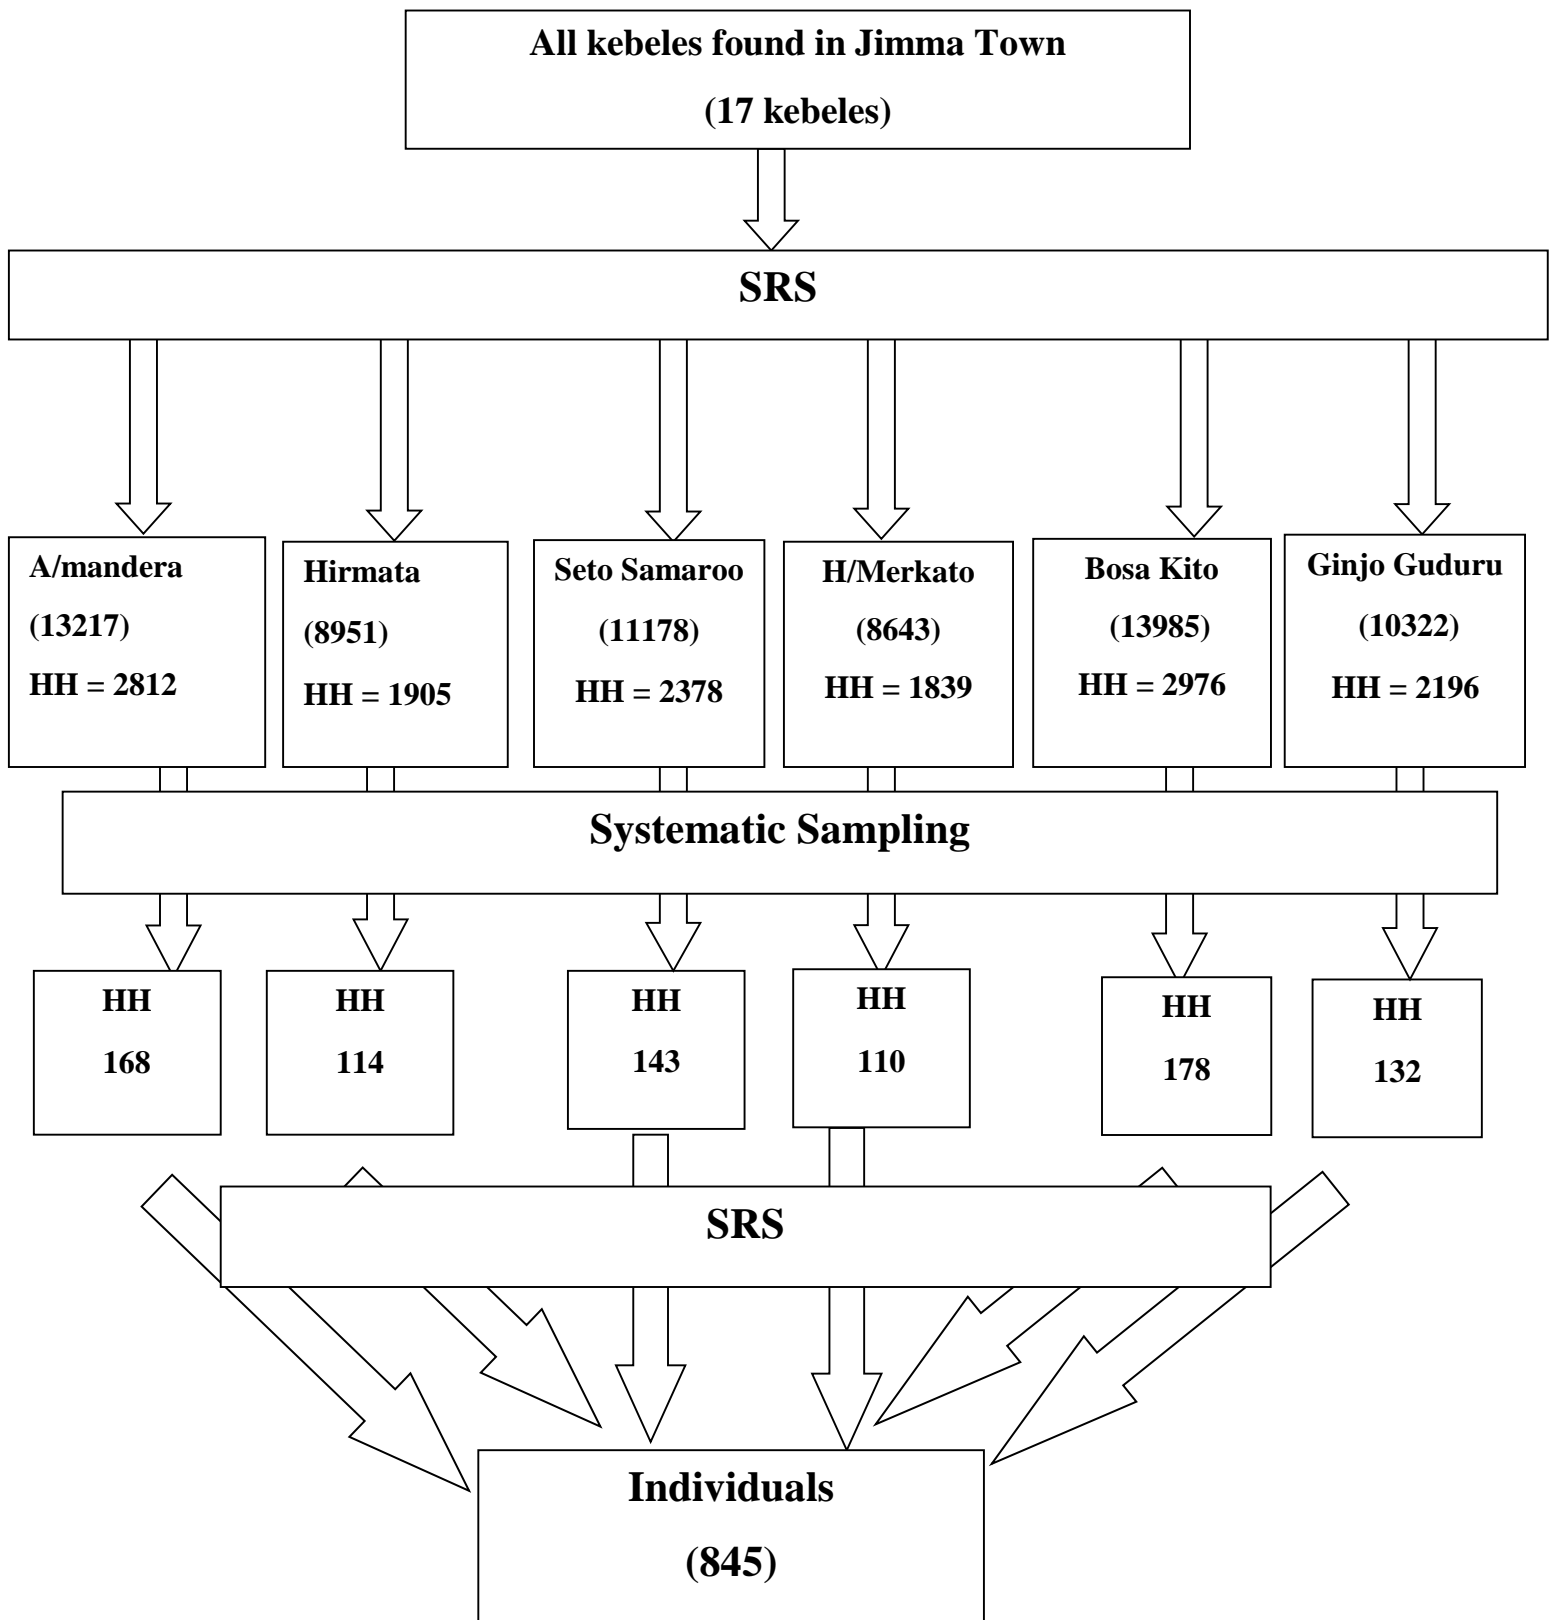 All kebeles found in Jimma Town
(17 kebeles)
SRS
A/mandera
(13217)
HH = 2812
Hirmata
(8951)
HH = 1905
Seto Samaroo
(11178)
HH = 2378
H/Merkato
(8643)
HH = 1839
Bosa Kito
(13985)
HH = 2976
Ginjo Guduru
(10322)
HH = 2196
Systematic Sampling
HH
168
HH
114
HH
143
HH
110
HH
178
HH
132
SRS
Individuals
(845)